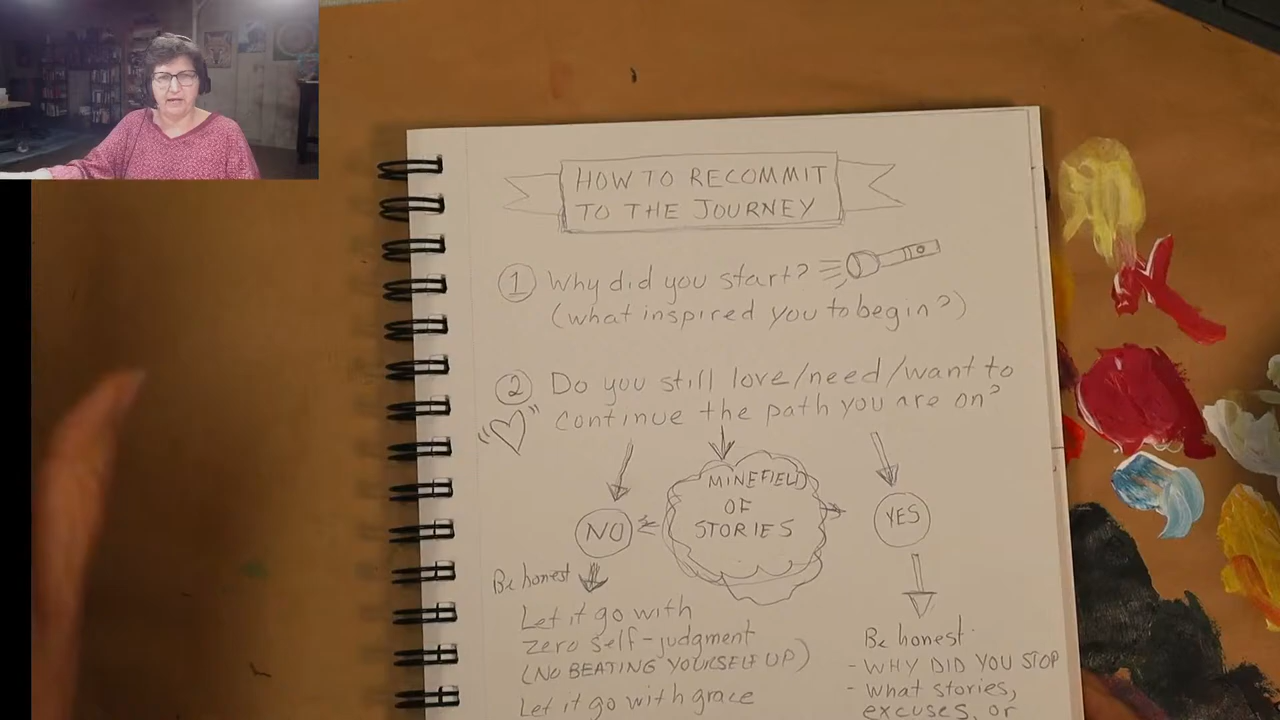 HOW TO RECOMMIT
TO THE JOURNEY
1 Why did you start?
(what inspired you to begin?)
2 Do you still love/need/want to
continue the path you are on?
MINEFIELD
OF
STORIES
NO
YES
Be honest
Let it go with
zero self-judgment
(NO BEATING YOURSELF UP)
Let it go with grace
Be honest
- WHY DID YOU STOP
- what stories,
excuses, or